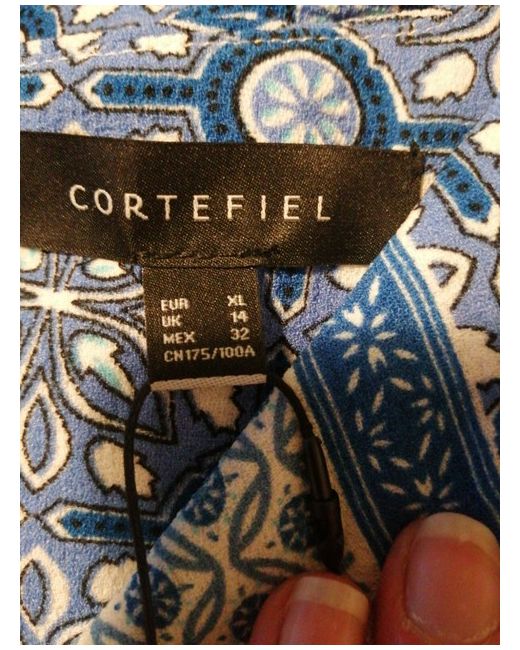 CORTEFIEL
EUR XL
UK 14
MEX 32
CN175/100A